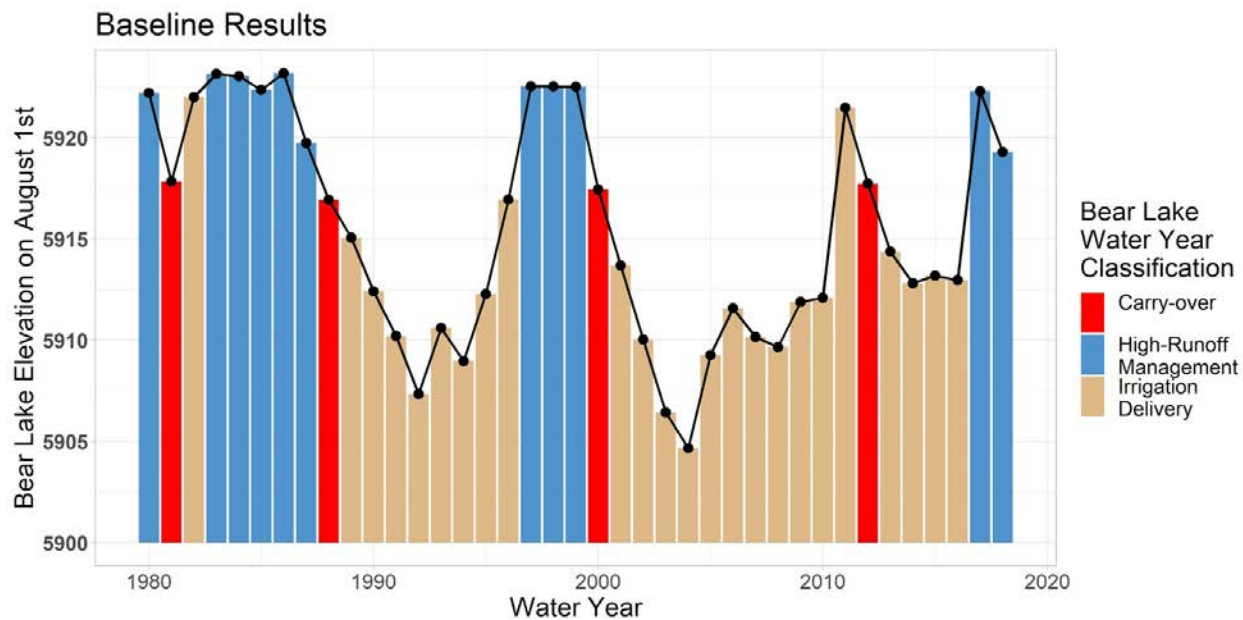 Baseline Results
Bear Lake Elevation on August 1st
5920
5915
5910
5905
5900
1980
1990
2000
2010
2020
Water Year
Bear Lake
Water Year
Classification
Carry-over
High-Runoff
Management
Irrigation
Delivery